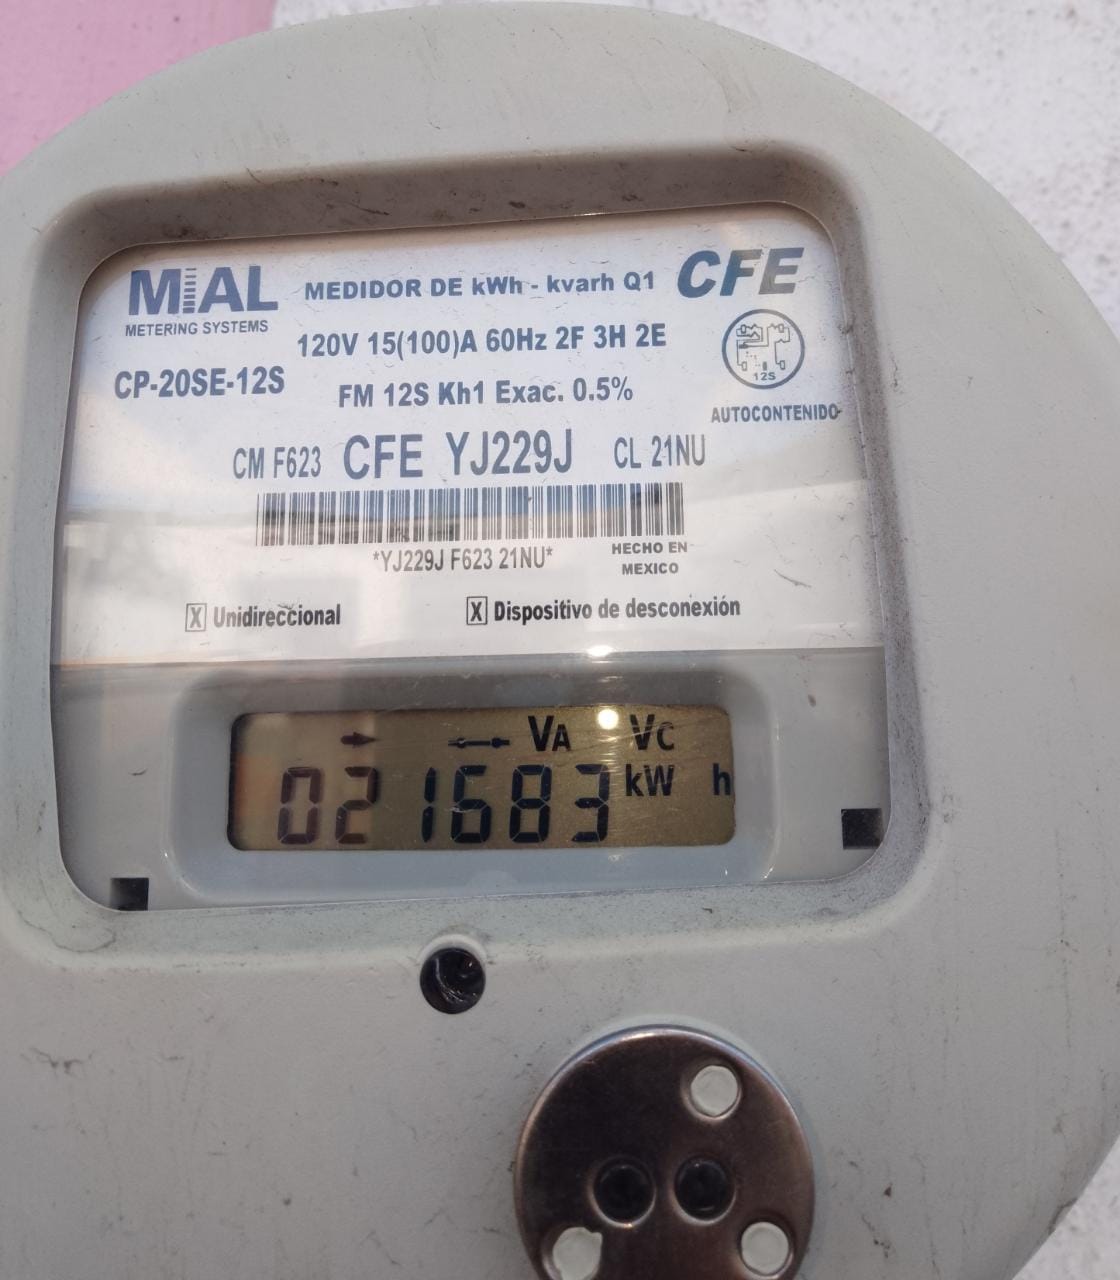 MIAL
METERING SYSTEMS
MEDIDOR DE kWh - kvarh Q1
CFE
120V 15(100)A 60Hz 2F 3H 2E
CP-20SE-12S
FM 12S Kh1 Exac. 0.5%
12S
AUTOCONTENIDO
CM F623 CFE YJ229J CL 21NU
*YJ229J F623 21NU*
HECHO EN
MEXICO
X Unidireccional
X Dispositivo de desconexión
VA VC
021683 kW h